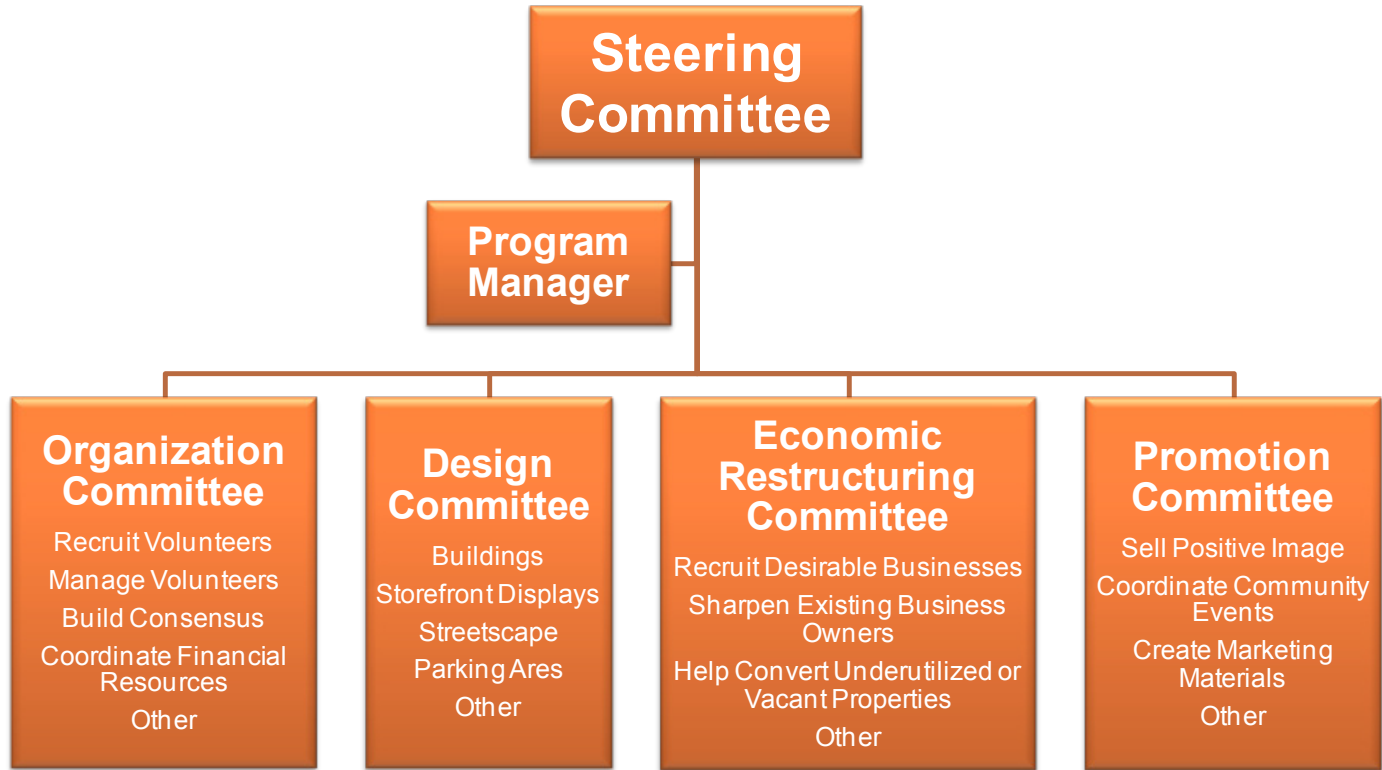 Steering
Committee
Program
Manager
Organization
Committee
Recruit Volunteers
Manage Volunteers
Build Consensus
Coordinate Financial
Resources
Other
Design
Committee
Buildings
Storefront Displays
Streetscape
Parking Ares
Other
Economic
Restructuring
Committee
Recruit Desirable Businesses
Sharpen Existing Business
Owners
Help Convert Underutilized or
Vacant Properties
Other
Promotion
Committee
Sell Positive Image
Coordinate Community
Events
Create Marketing
Materials
Other